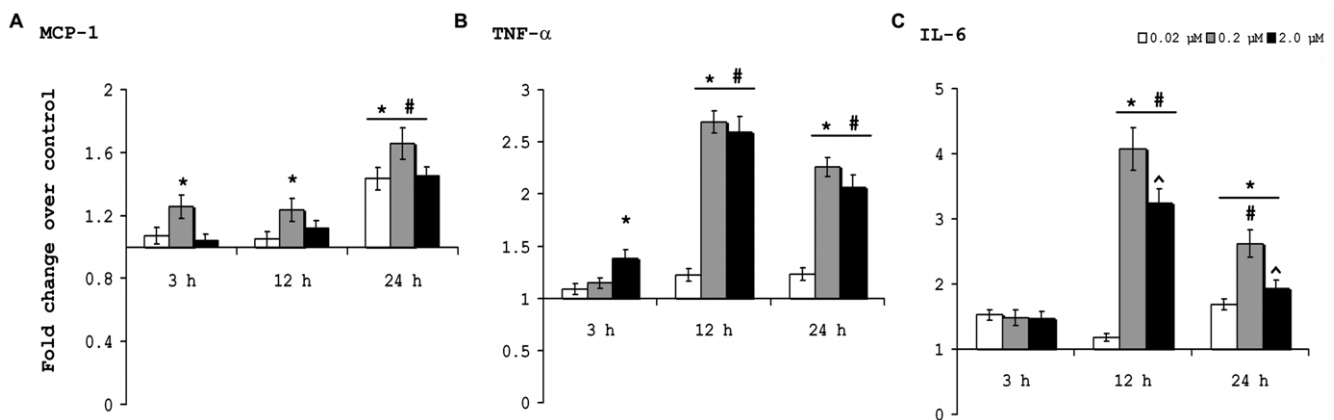 A
MCP-1
Fold change over control
2
1.6
1.2
0.8
0.4
0
*
*
* #
3 h
12 h
24 h
B
TNF-α
3
2.5
2
1.5
1
0.5
0
*
* #
* #
3 h
12 h
24 h
C
IL-6
0.02 µM 0.2 µM 2.0 µM
5
4
3
2
1
0
* #
^
*
#
^
3 h
12 h
24 h